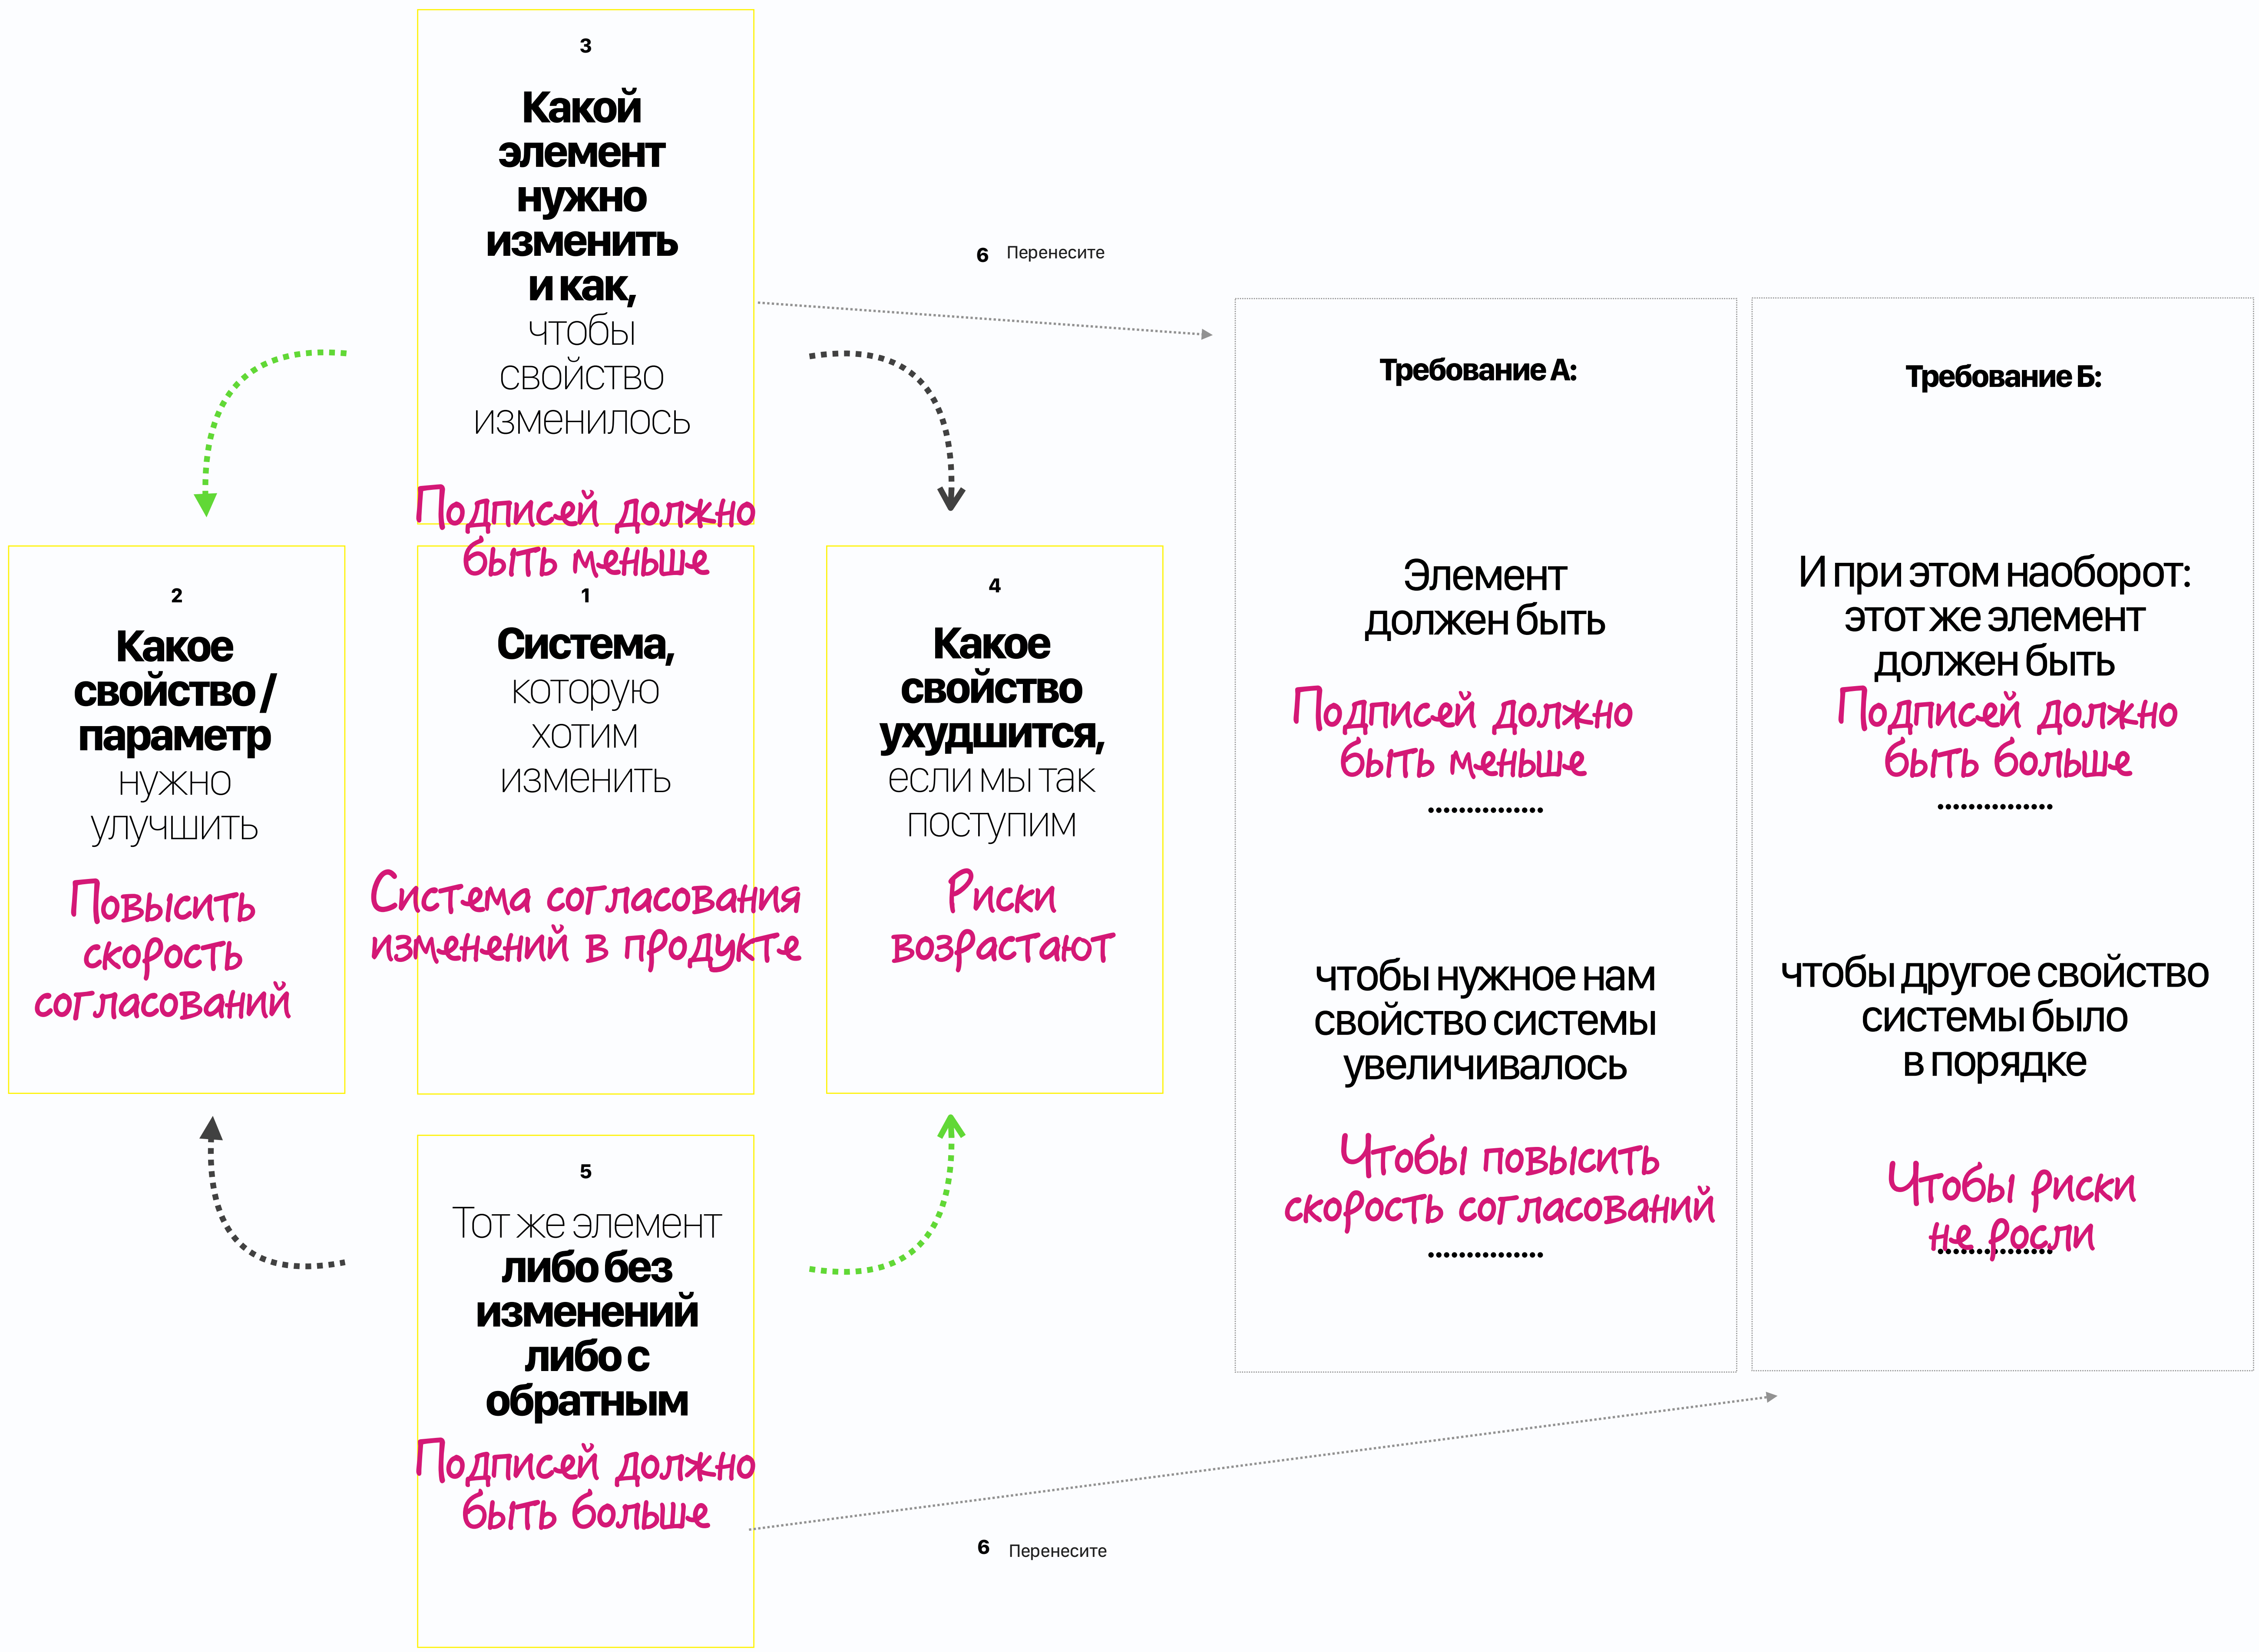 3
Какой
элемент
нужно
изменить
и как,
чтобы
свойство
изменилось
Подписей должно
быть меньше
2
Какое
свойство /
параметр
нужно
улучшить
Повысить
скорость
согласований
1
Система,
которую
хотим
изменить
Система согласования
изменений в продукте
4
Какое
свойство
ухудшится,
если мы так
поступим
Риски
возрастают
5
Тот же элемент
либо без
изменений
либо с
обратным
Подписей должно
быть больше
6 Перенесите
6 Перенесите
Требование А:
Элемент
должен быть
Подписей должно
быть меньше
...............
чтобы нужное нам
свойство системы
увеличивалось
Чтобы повысить
скорость согласований
...............
Требование Б:
И при этом наоборот:
этот же элемент
должен быть
Подписей должно
быть больше
...............
чтобы другое свойство
системы было
в порядке
Чтобы риски
не росли
...............